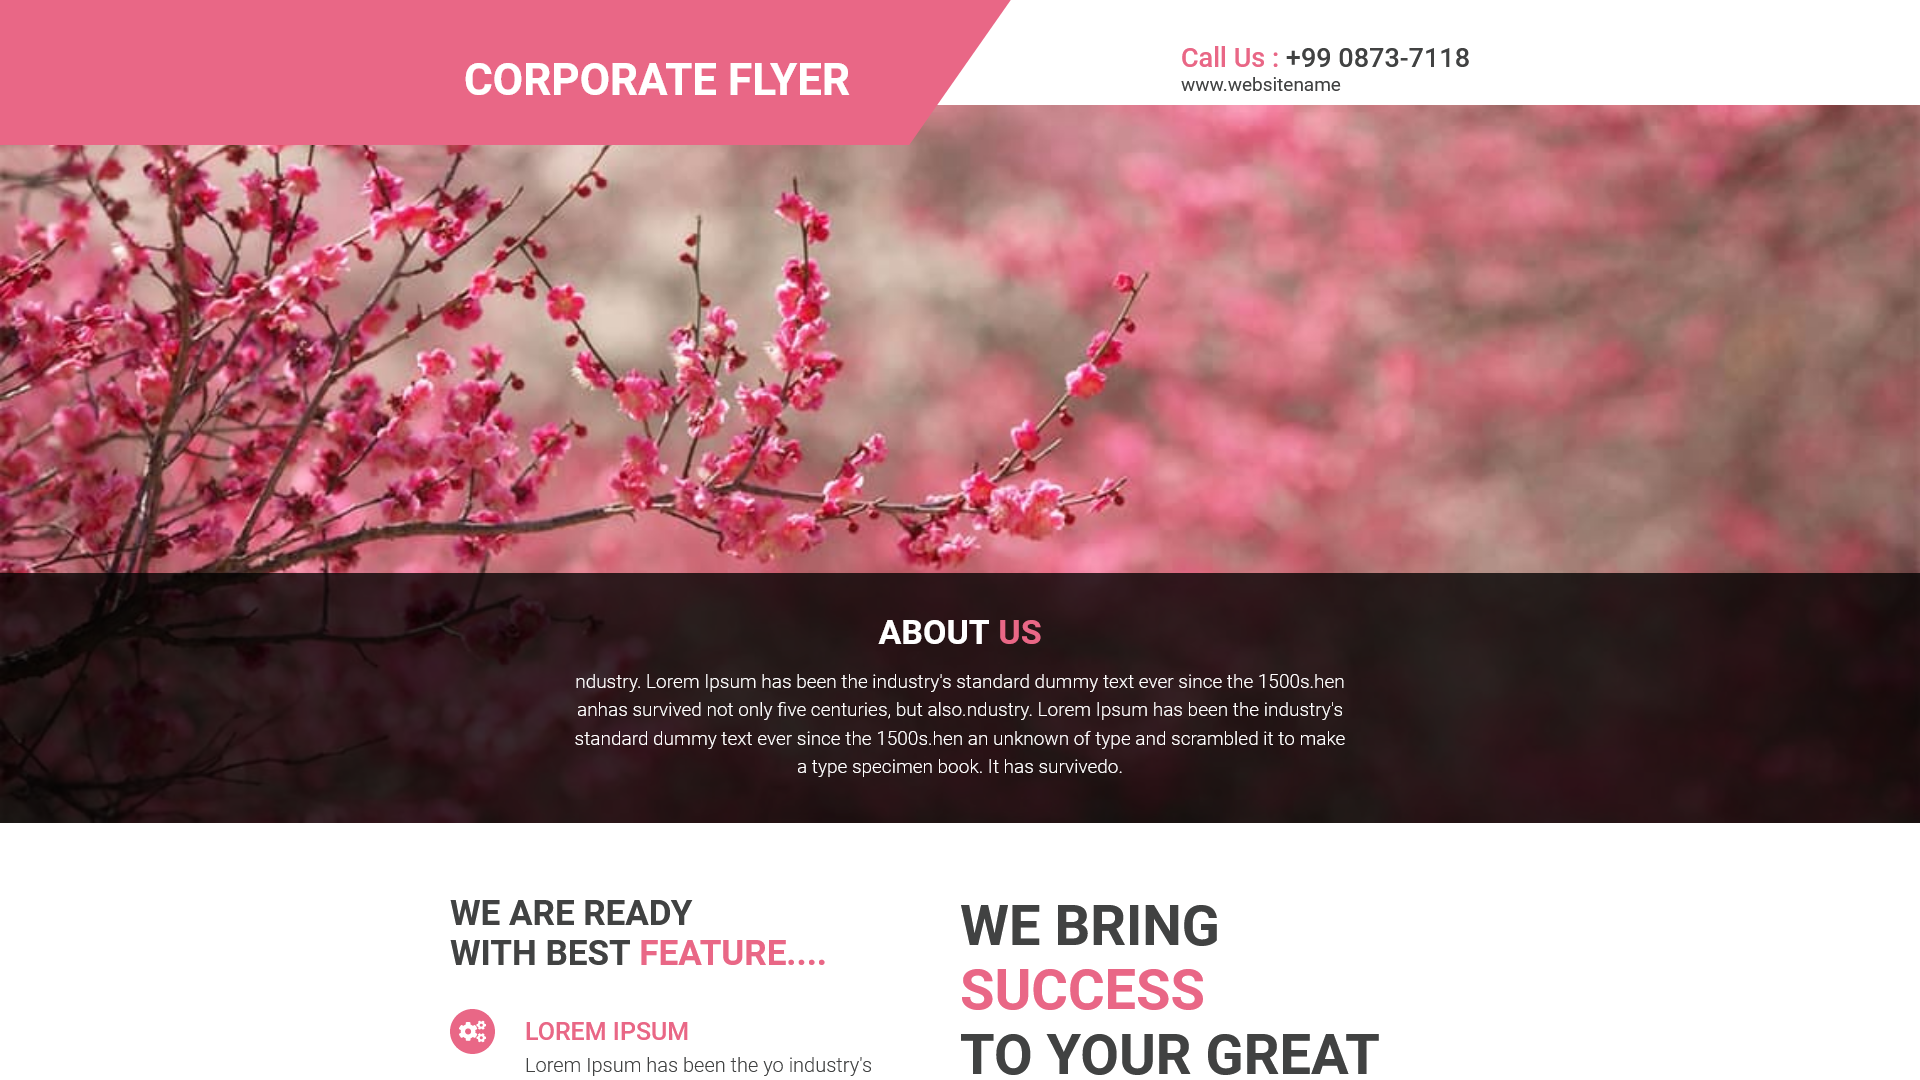 CORPORATE FLYER
Call Us : +99 0873-7118
www.websitename
ABOUT US
ndustry. Lorem Ipsum has been the industry's standard dummy text ever since the 1500s.hen
anhas survived not only five centuries, but also.ndustry. Lorem Ipsum has been the industry's
standard dummy text ever since the 1500s.hen an unknown of type and scrambled it to make
a type specimen book. It has survivedo.
WE ARE READY
WITH BEST FEATURE....
LOREM IPSUM
Lorem Ipsum has been the yo industry's
WE BRING
SUCCESS
TO YOUR GREAT